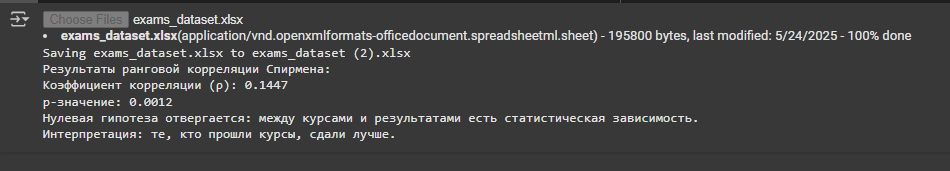 Choose Files exams_dataset.xlsx
• exams_dataset.xlsx(application/vnd.openxmlformats-officedocument.spreadsheetml.sheet) - 195800 bytes, last modified: 5/24/2025 - 100% done
Saving exams_dataset.xlsx to exams_dataset (2).xlsx
Результаты ранговой корреляции Спирмена:
Коэффициент корреляции (ρ): 0.1447
p-значение: 0.0012
Нулевая гипотеза отвергается: между курсами и результатами есть статистическая зависимость.
Интерпретация: те, кто прошли курсы, сдали лучше.